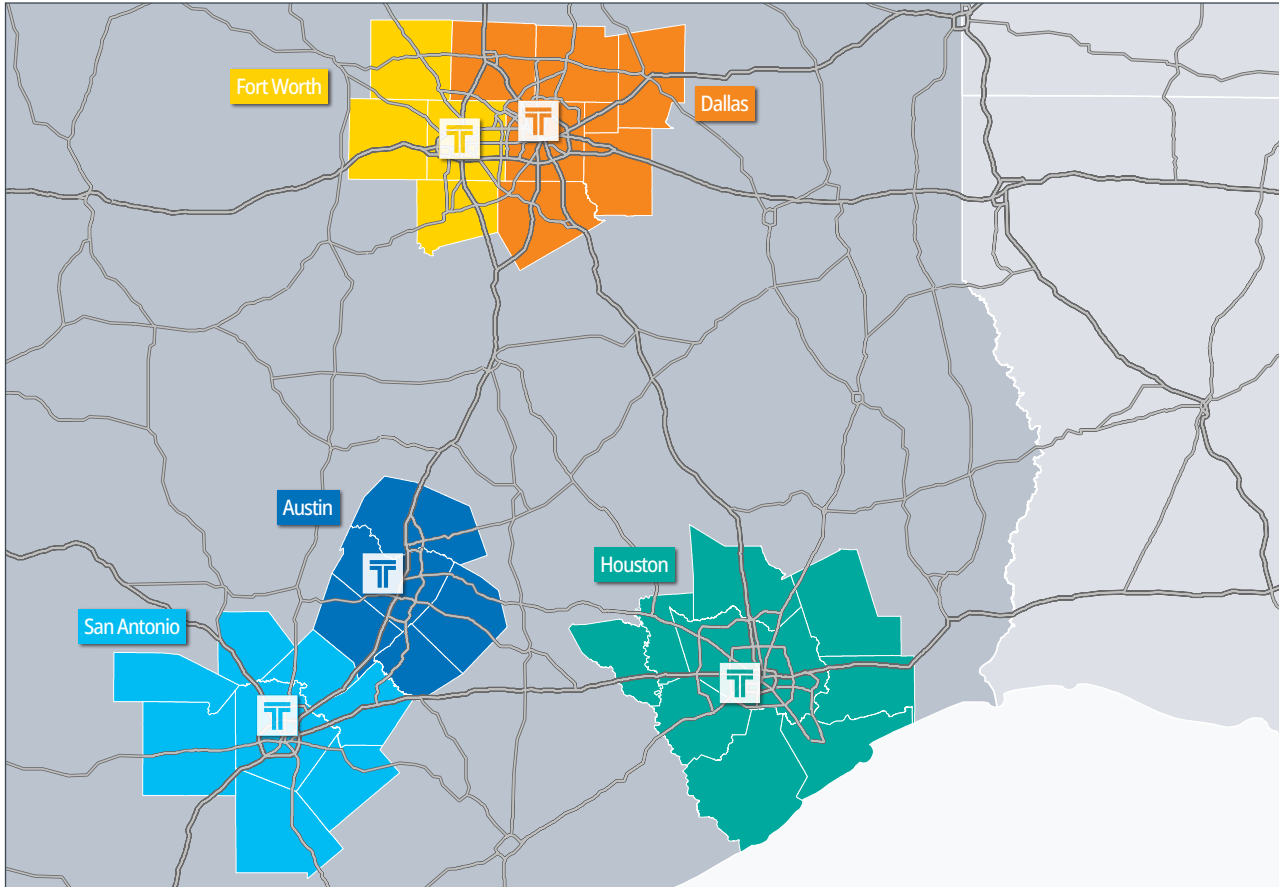 Fort Worth
Dallas
Austin
Houston
San Antonio